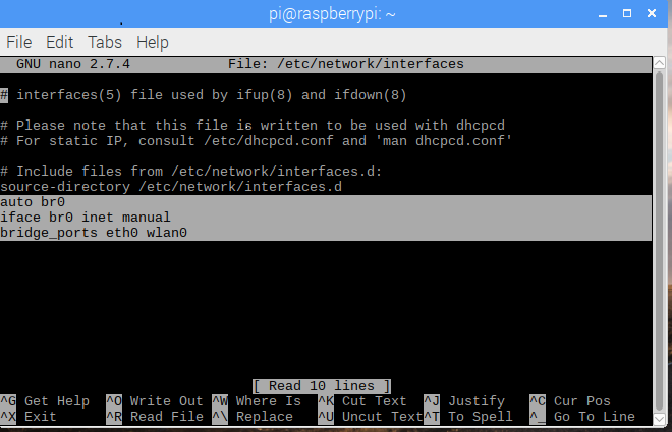 pi@raspberrypi: ~
File Edit Tabs Help
GNU nano 2.7.4 File: /etc/network/interfaces
# interfaces(5) file used by ifup(8) and ifdown(8)
# Please note that this file is written to be used with dhcpcd
# For static IP, consult /etc/dhcpcd.conf and 'man dhcpcd.conf'
# Include files from /etc/network/interfaces.d:
source-directory /etc/network/interfaces.d
auto br0
iface br0 inet manual
bridge_ports eth0 wlan0
[ Read 10 lines ]
^G Get Help ^O Write Out ^W Where Is ^K Cut Text ^J Justify ^C Cur Pos
^X Exit ^R Read File ^\ Replace ^U Uncut Text ^T To Spell ^_ Go To Line